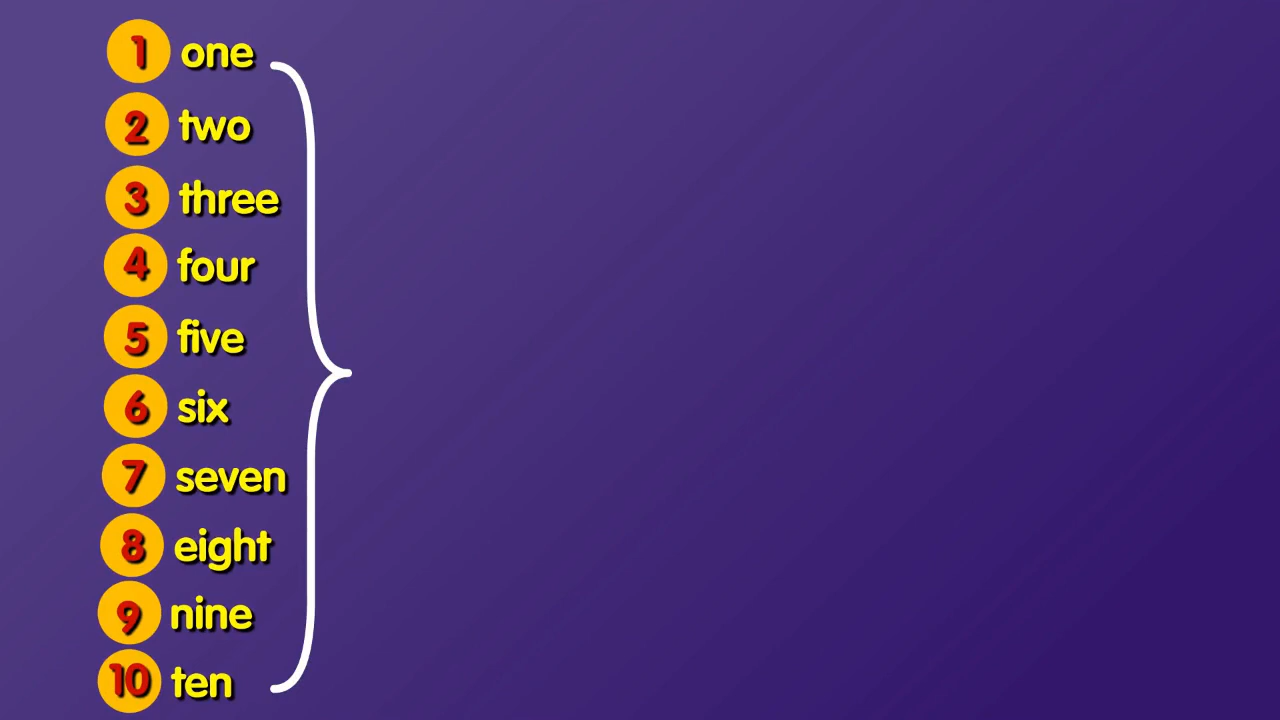 1 one
2 two
3 three
4 four
5 five
6 six
7 seven
8 eight
9 nine
10 ten